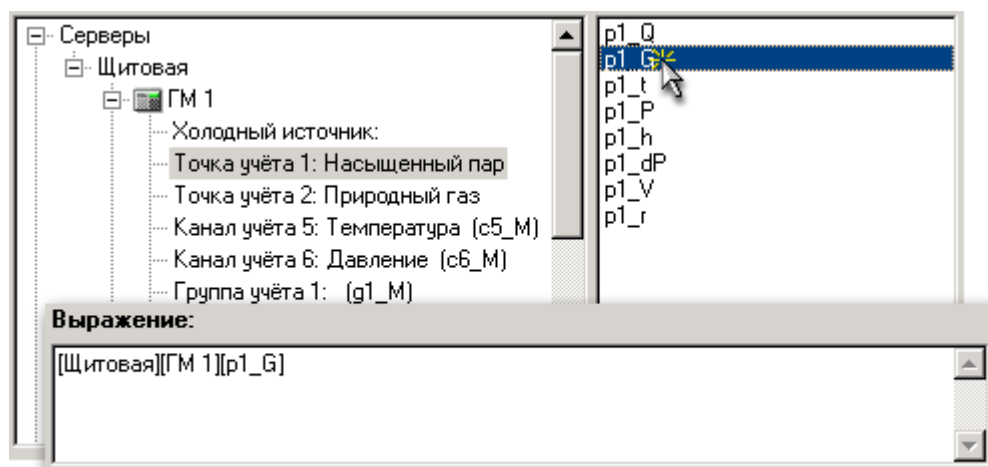 Серверы
Щитовая
ГМ 1
Холодный источник:
Точка учёта 1: Насыщенный пар
Точка учёта 2: Природный газ
Канал учёта 5: Температура (c5_M)
Канал учёта 6: Давление (c6_M)
Группа учёта 1: (g1_M)
p1_Q
p1_G
p1_t
p1_P
p1_h
p1_dP
p1_V
p1_r
Выражение:
[Щитовая][ГМ 1][p1_G]